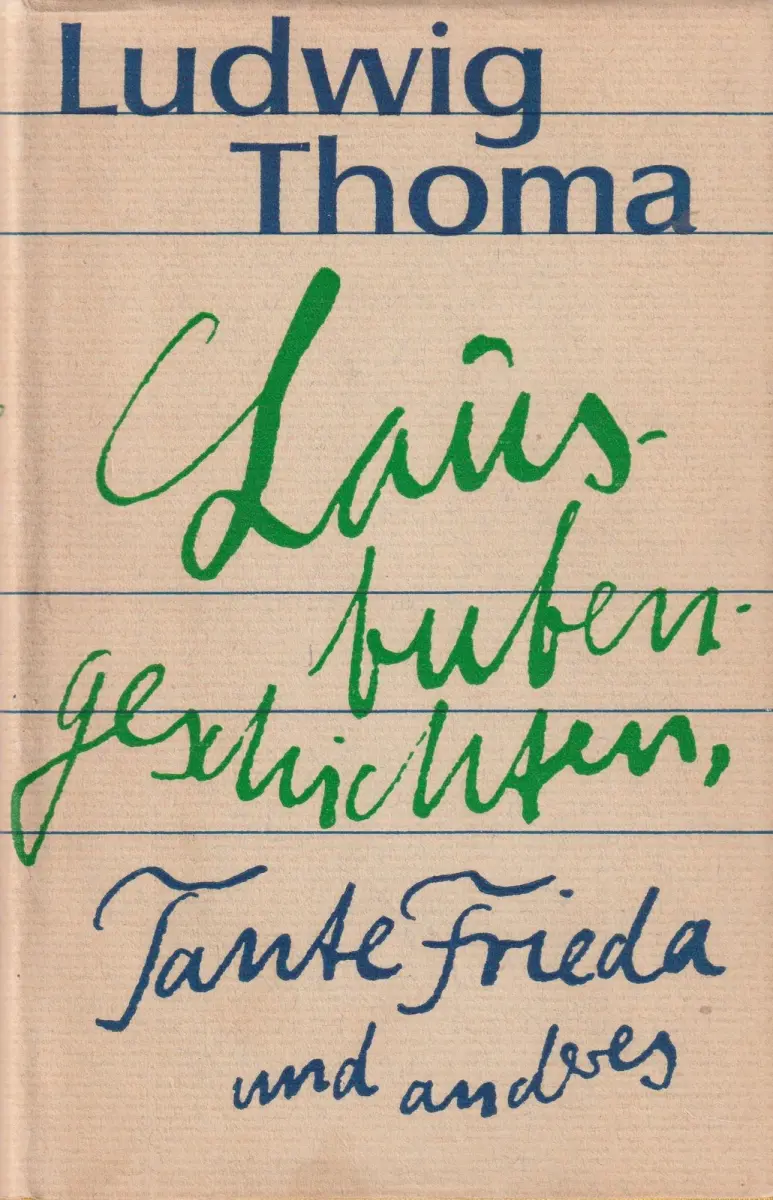 Ludwig
Thoma
Laus-
buben-
geschichten,
Tante Frieda
und anderes